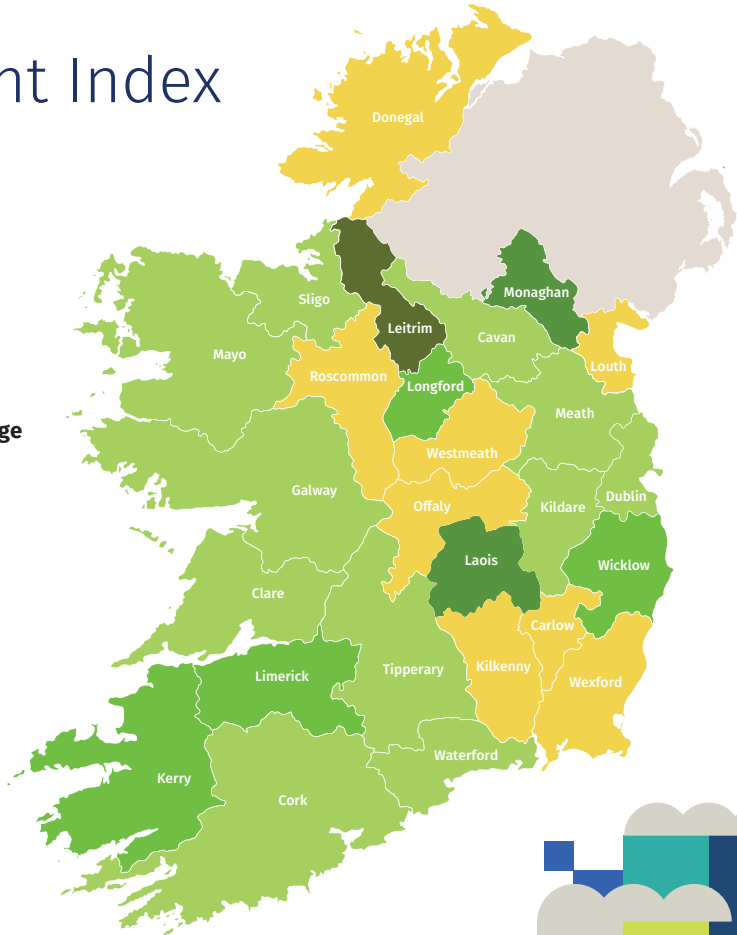 nt Index
Donegal
Monaghan
Sligo
Leitrim
Cavan
Mayo
Louth
Roscommon
Longford
Meath
ge
Westmeath
Galway
Offaly
Kildare
Dublin
Laois
Wicklow
Clare
Carlow
Kilkenny
Tipperary
Limerick
Wexford
Waterford
Kerry
Cork